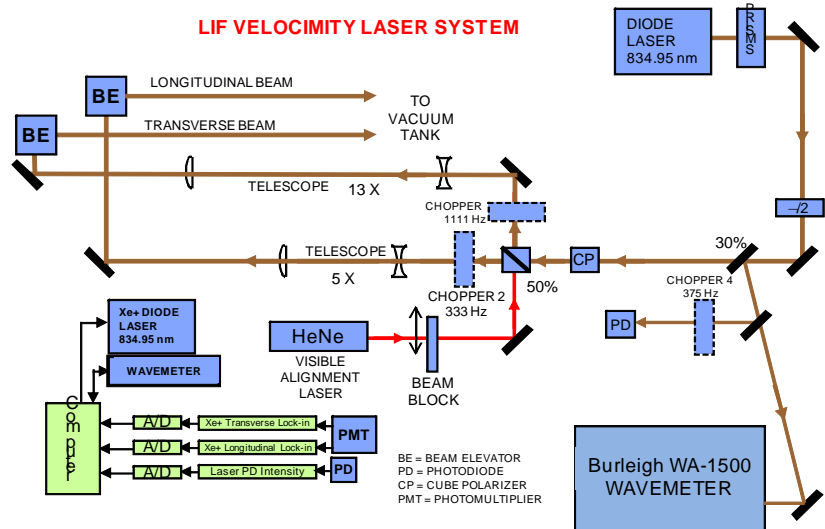 LIF VELOCIMITY LASER SYSTEM
DIODE
LASER
834.95 nm
PRSMS
LONGITUDINAL BEAM
BE
TO
VACUUM
TANK
TRANSVERSE BEAM
BE
TELESCOPE
13 X
CHOPPER
1111 Hz
–/2
30%
TELESCOPE
5 X
CP
50%
CHOPPER 2
333 Hz
CHOPPER 4
375 Hz
PD
HeNe
VISIBLE
ALIGNMENT
LASER
BEAM
BLOCK
Xe+ DIODE
LASER
834.95 nm
WAVEMETER
Computer
A/D
Xe+ Transverse Lock-in
A/D
Xe+ Longitudinal Lock-in
PMT
A/D
Laser PD Intensity
PD
BE = BEAM ELEVATOR
PD = PHOTODIODE
CP = CUBE POLARIZER
PMT = PHOTOMULTIPLIER
Burleigh WA-1500
WAVEMETER